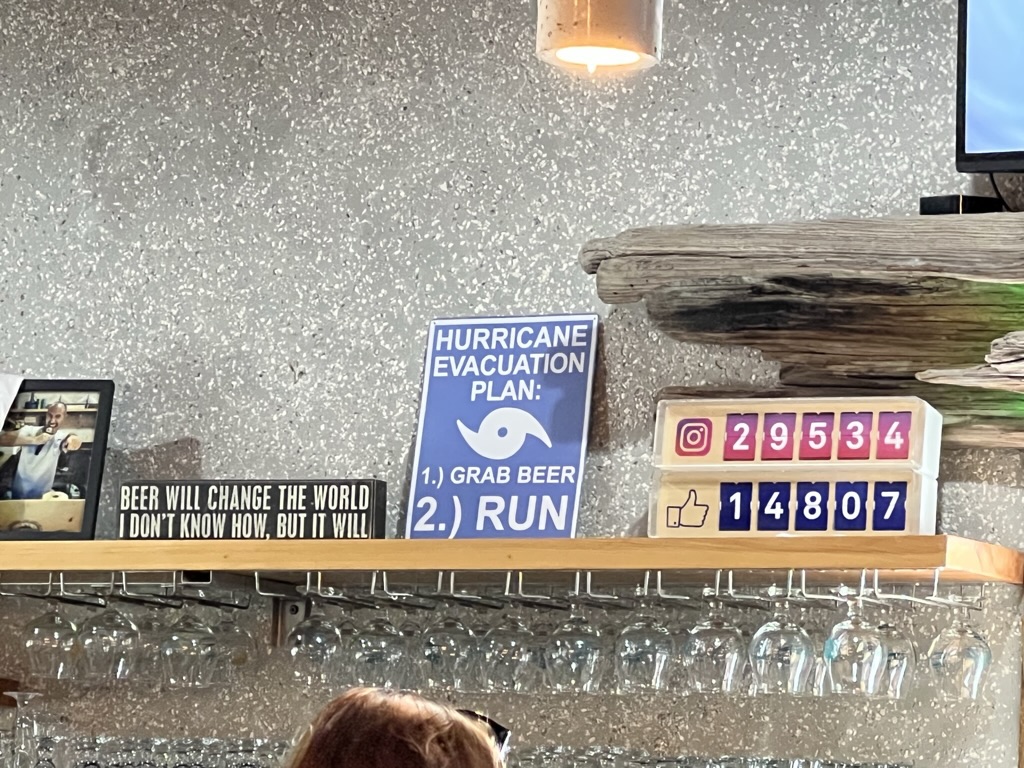 HURRICANE
EVACUATION
PLAN:
1.) GRAB BEER
2.) RUN
BEER WILL CHANGE THE WORLD
I DON'T KNOW HOW, BUT IT WILL
29534
14807